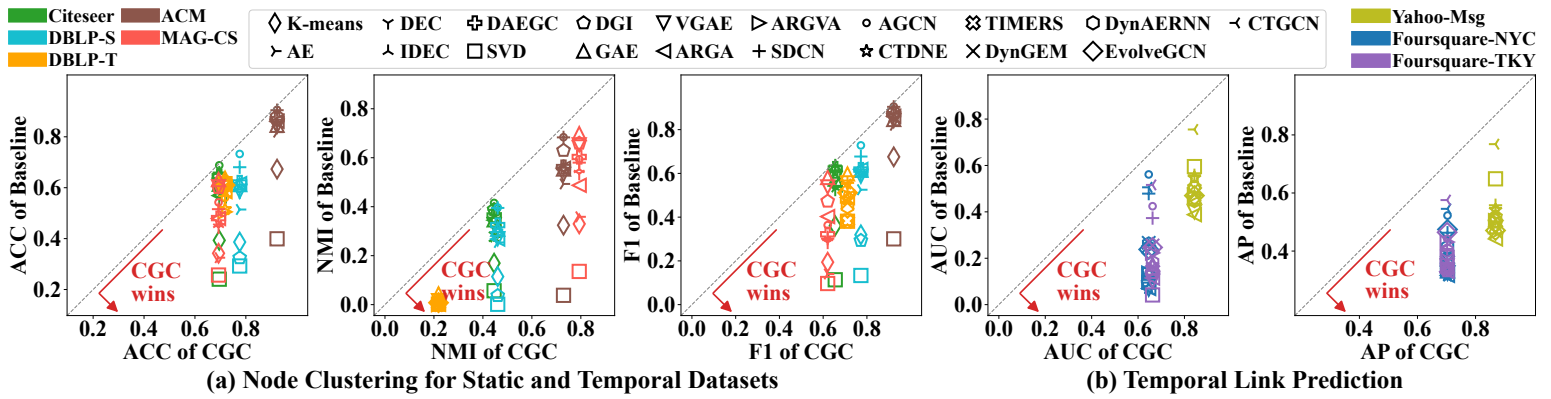 Citeseer ACM
DBLP-S MAG-CS
DBLP-T
K-means DEC DAEGC DGI VGAE ARGVA AGCN TIMERS DynAERNN CTGCN
AE IDEC SVD GAE ARGA SDCN CTDNE DynGEM EvolveGCN
Yahoo-Msg
Foursquare-NYC
Foursquare-TKY
ACC of Baseline
0.8
0.6
0.4
0.2
CGC
wins
0.2 0.4 0.6 0.8
ACC of CGC
NMI of Baseline
0.8
0.6
0.4
0.2
0.0
CGC
wins
0.0 0.2 0.4 0.6 0.8
NMI of CGC
F1 of Baseline
0.8
0.6
0.4
0.2
0.0
CGC
wins
0.0 0.2 0.4 0.6 0.8
F1 of CGC
(a) Node Clustering for Static and Temporal Datasets
AUC of Baseline
0.8
0.6
0.4
0.2
0.0
CGC
wins
0.0 0.2 0.4 0.6 0.8
AUC of CGC
AP of Baseline
0.8
0.6
0.4
CGC
wins
0.4 0.6 0.8
AP of CGC
(b) Temporal Link Prediction